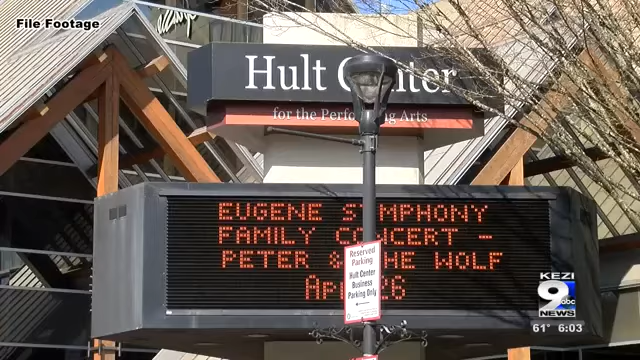 File Footage
Hult Center
for the Performing Arts
EUGENE SYMPHONY
FAMILY CONCERT -
PETER & THE WOLF
26
Reserved
Parking
Hult Center
Business
Parking Only
KEZI
9 abc
NEWS
61° 6:03